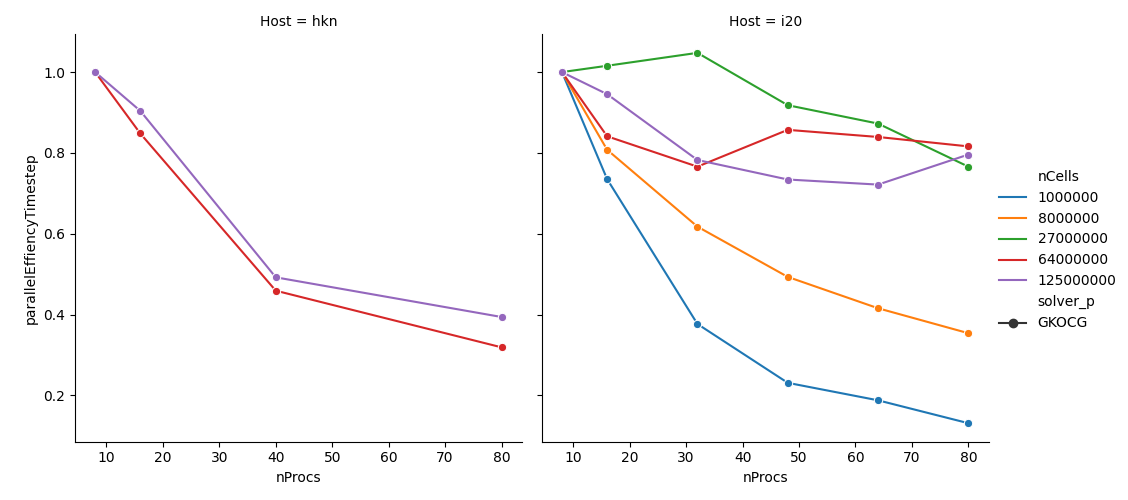 Host = hkn
Host = i20
parallelEffiencyTimestep
1.0
0.8
0.6
0.4
0.2
10 20 30 40 50 60 70 80
10 20 30 40 50 60 70 80
nProcs
nProcs
nCells
1000000
8000000
27000000
64000000
125000000
solver_p
GKOCG